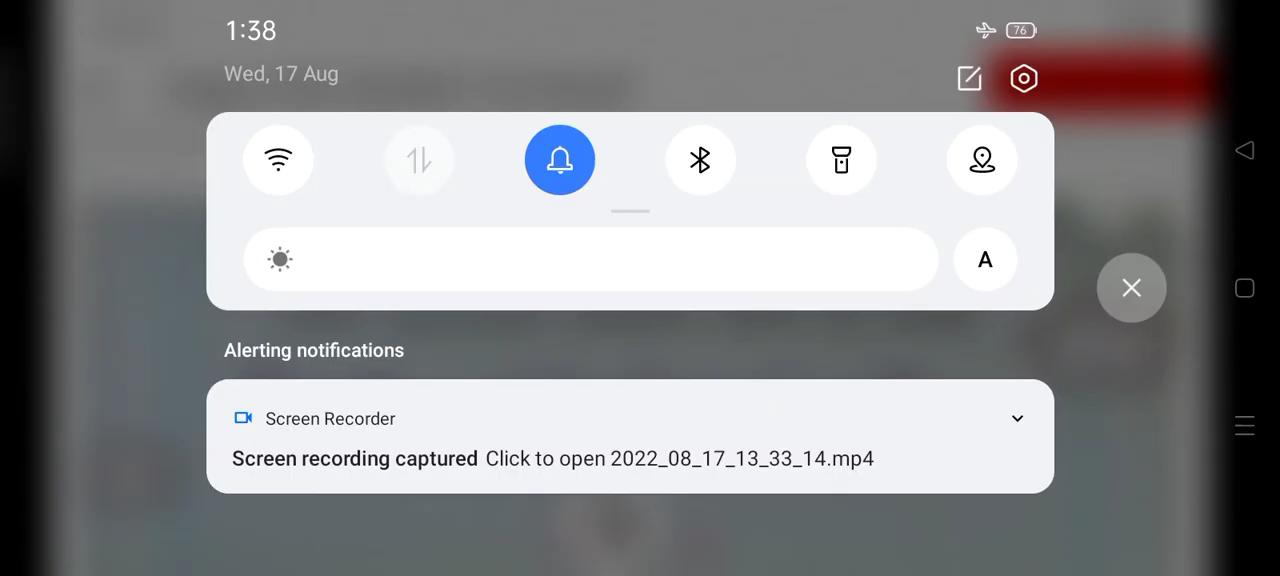 1:38
76
Wed, 17 Aug
A
Alerting notifications
Screen Recorder
Screen recording captured Click to open 2022_08_17_13_33_14.mp4